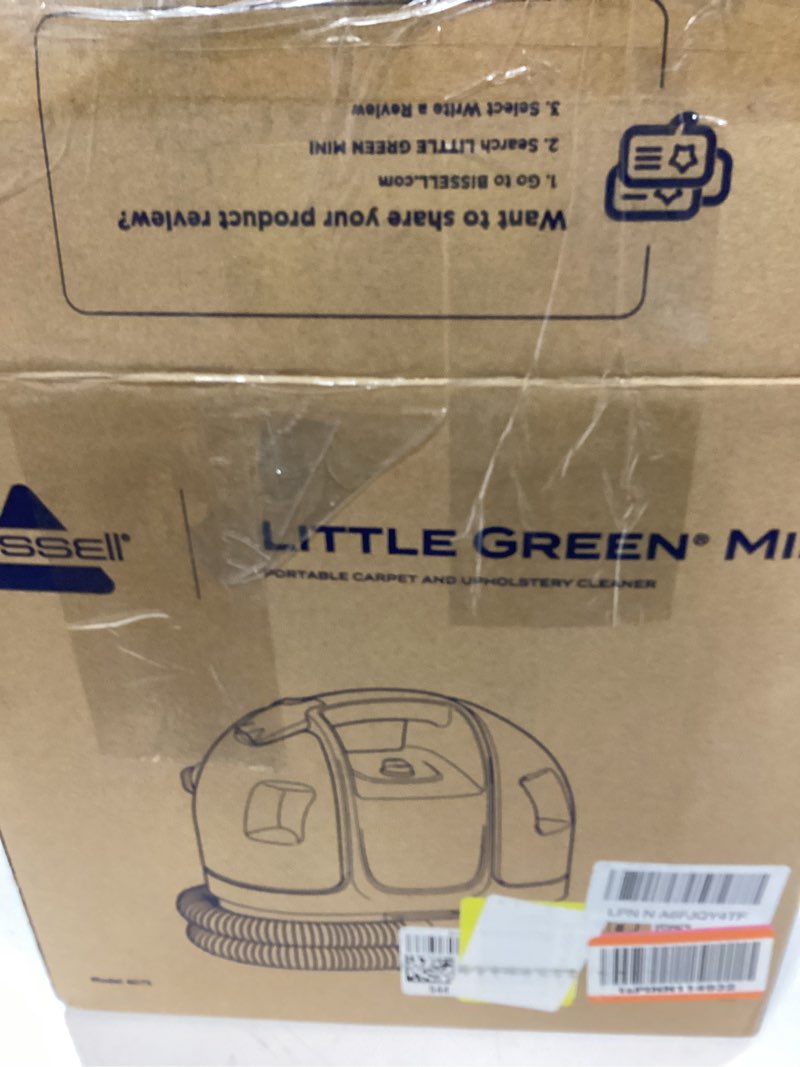 Want to share your product review?
1. Go to BISSELL.com
2. Search LITTLE GREEN MINI
3. Select Write a Review
SSELL®
LITTLE GREEN® MI
PORTABLE CARPET AND UPHOLSTERY CLEANER